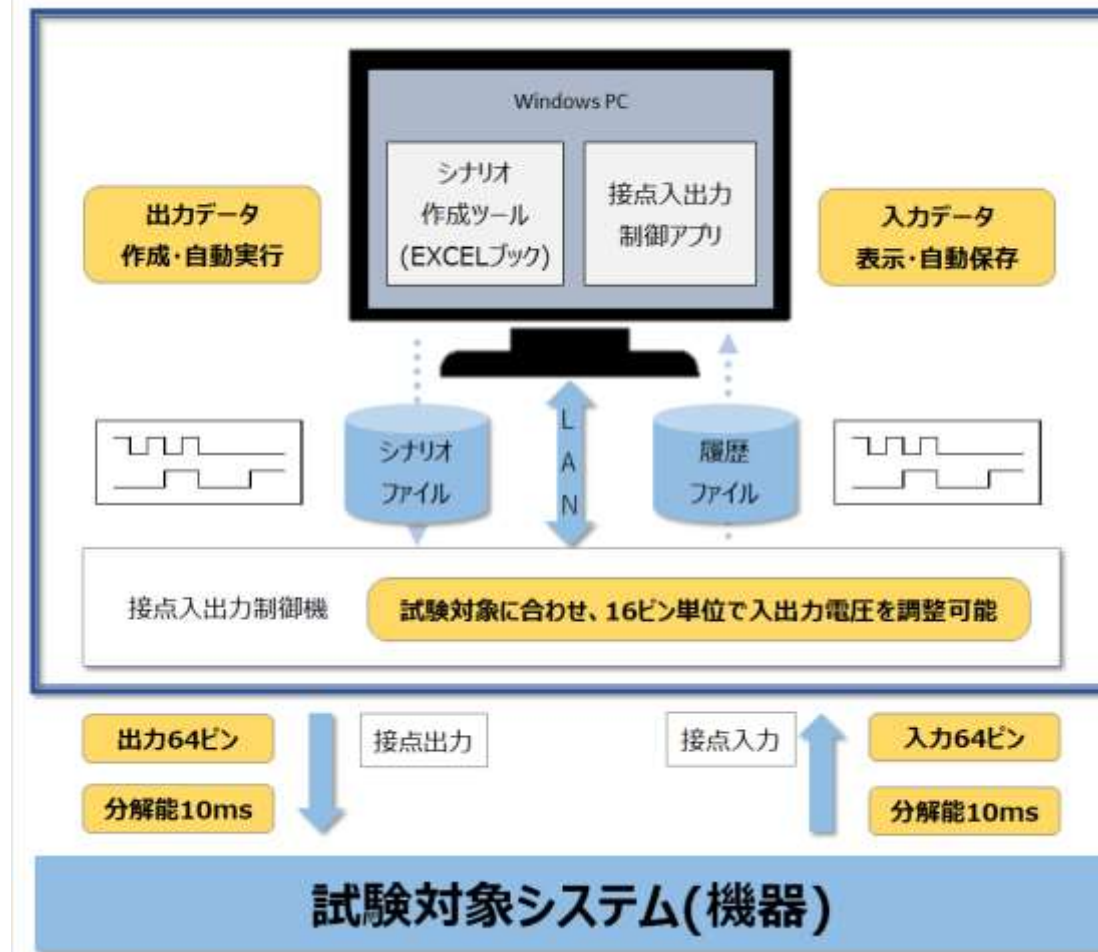 Windows PC
シナリオ
作成ツール
(EXCELブック)
接点入出力
制御アプリ
出力データ
作成・自動実行
入力データ
表示・自動保存
シナリオ
ファイル
LAN
履歴
ファイル
接点入出力制御機
試験対象に合わせ、16ピン単位で入出力電圧を調整可能
出力64ピン
接点出力
接点入力
入力64ピン
分解能10ms
分解能10ms
試験対象システム(機器)